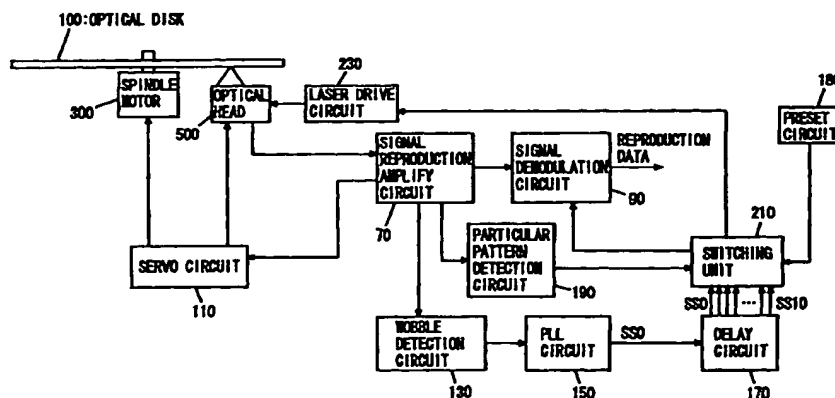 100:OPTICAL DISK
SPINDLE
MOTOR
300
OPTICAL
HEAD
500
230
LASER DRIVE
CIRCUIT
180
PRESET
CIRCUIT
SIGNAL
REPRODUCTION
AMPLIFY
CIRCUIT
70
SIGNAL
DEMODULATION
CIRCUIT
90
REPRODUCTION
DATA
210
SWITCHING
UNIT
PARTICULAR
PATTERN
DETECTION
CIRCUIT
190
SERVO CIRCUIT
110
SS0
...
SS10
WOBBLE
DETECTION
CIRCUIT
130
PLL
CIRCUIT
150
SS0
DELAY
CIRCUIT
170